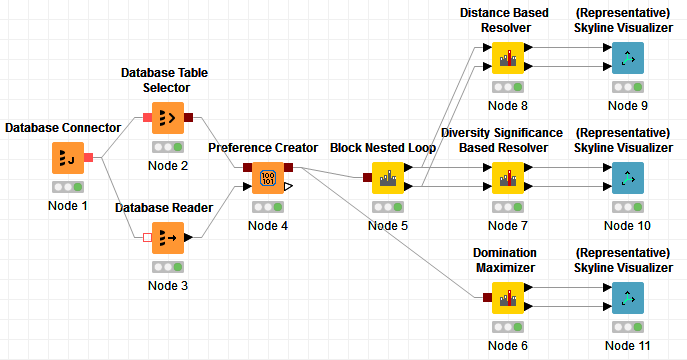 Distance Based
Resolver
Node 8
(Representative)
Skyline Visualizer
Node 9
Database Table
Selector
Node 2
Database Connector
Node 1
Preference Creator
100
101
Node 4
Block Nested Loop
Node 5
Diversity Significance
Based Resolver
Node 7
(Representative)
Skyline Visualizer
Node 10
Database Reader
Node 3
Domination
Maximizer
Node 6
(Representative)
Skyline Visualizer
Node 11